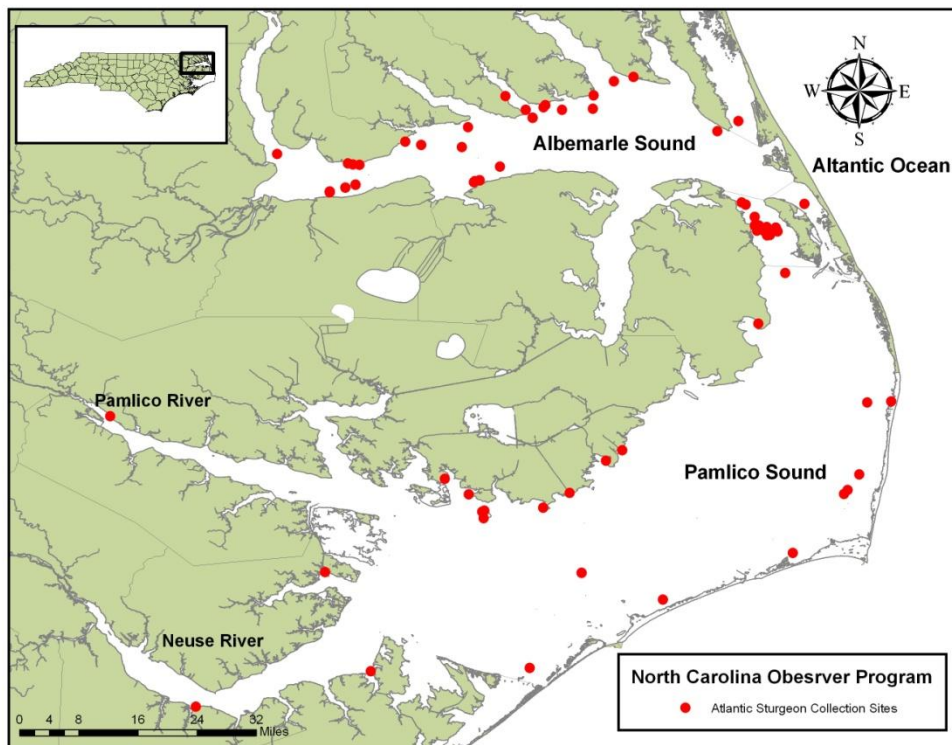 N
W E
S
Albemarle Sound
Altantic Ocean
Pamlico River
Pamlico Sound
Neuse River
North Carolina Obesrver Program
Atlantic Sturgeon Collection Sites
0 4 8 16 24 32
Miles